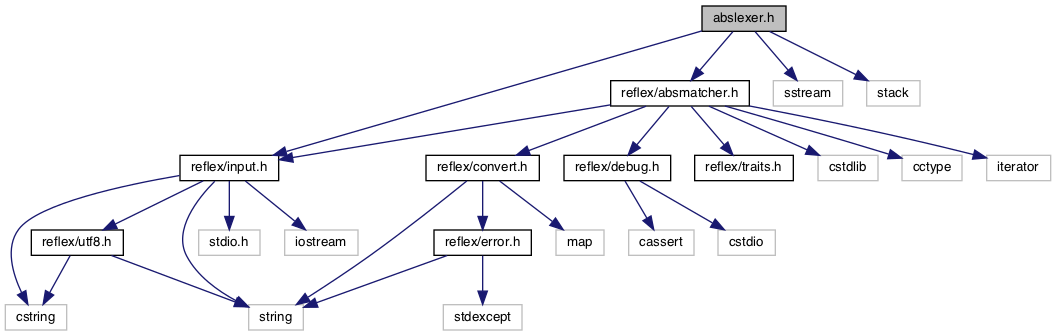 abslexer.h
reflex/absmatcher.h
sstream
stack
reflex/input.h
reflex/convert.h
reflex/debug.h
reflex/traits.h
cstdlib
cctype
iterator
reflex/utf8.h
stdio.h
iostream
reflex/error.h
map
cassert
cstdio
cstring
string
stdexcept